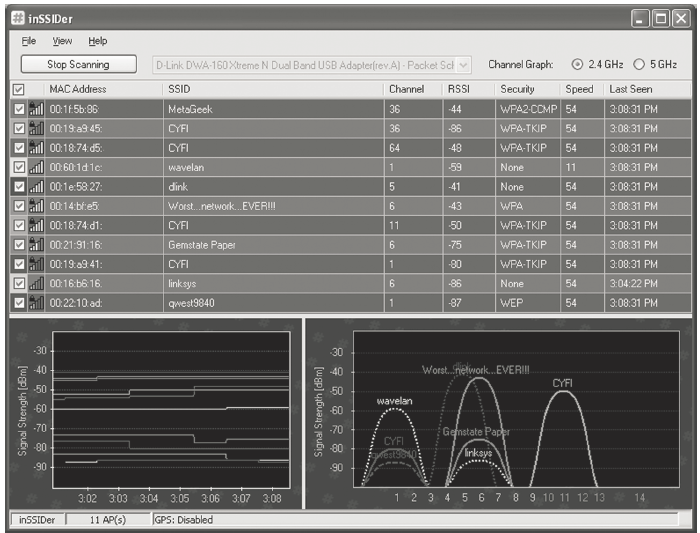 inSSIDer
File View Help
Stop Scanning D-Link DWA-160 Xtreme N Dual Band USB Adapter(rev.A) - Packet Sch Channel Graph: 2.4 GHz 5 GHz
MAC Address SSID Channel RSSI Security Speed Last Seen
00:1f:5b:86: MetaGeek 36 -44 WPA2-CCMP 54 3:08:31 PM
00:19:a9:45: CYFI 36 -86 WPA-TKIP 54 3:08:31 PM
00:18:74:d5: CYFI 64 -48 WPA-TKIP 54 3:08:31 PM
00:60:1d:1c: wavelan 1 -59 None 11 3:08:31 PM
00:1e:58:27: dlink 5 -41 None 54 3:08:31 PM
00:14:bf:e5: Worst...network...EVER!!! 6 -43 WPA 54 3:08:31 PM
00:18:74:d1: CYFI 11 -50 WPA-TKIP 54 3:08:31 PM
00:21:91:16: Gemstate Paper 6 -75 WPA-TKIP 54 3:08:31 PM
00:19:a9:41: CYFI 1 -80 WPA-TKIP 54 3:08:31 PM
00:16:b6:16: linksys 6 -86 None 54 3:04:22 PM
00:22:10:ad: qwest9840 1 -87 WEP 54 3:08:31 PM
Signal Strength [dBm]
-30
-40
-50
-60
-70
-80
-90
3:02 3:03 3:04 3:05 3:06 3:07 3:08
Signal Strength [dBm]
-30
-40
-50
-60
-70
-80
-90
Worst...network...EVER!!!
CYFI
wavelan
Gemstate Paper
CYFI
linksys
qwest9840
1 2 3 4 5 6 7 8 9 10 11 12 13 14
inSSIDer 11 AP(s) GPS: Disabled